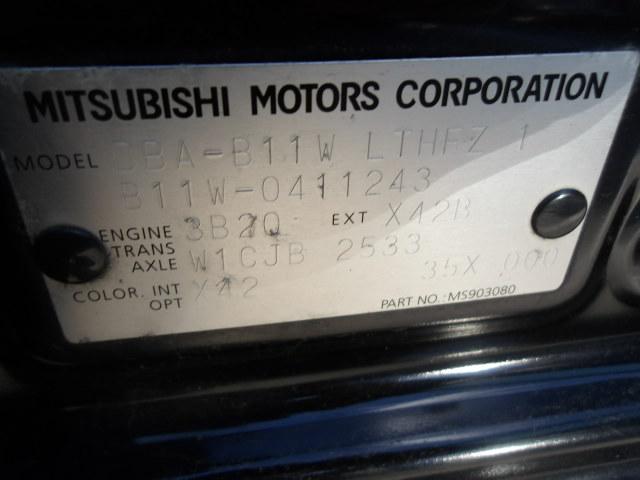 MITSUBISHI MOTORS CORPORATION
MODEL DBA-B11W LTHFZ 1
B11W-0411243
ENGINE 3B20 EXT X42B
TRANS AXLE W1CJB 2533
COLOR. INT OPT X42 35X .000
PART NO.: MS903080